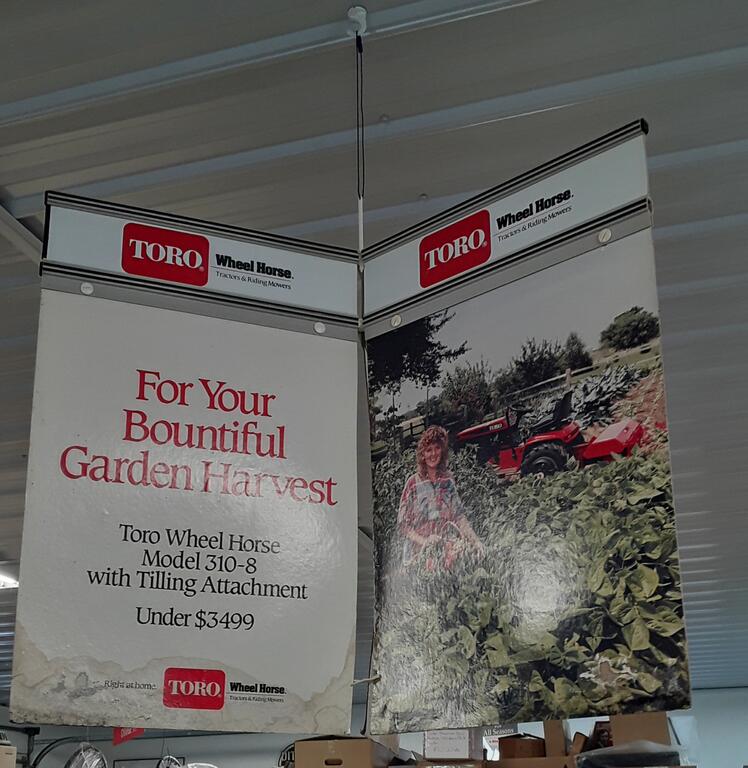 TORO® Wheel Horse.
Tractors & Riding Mowers
For Your
Bountiful
Garden Harvest
Toro Wheel Horse
Model 310-8
with Tilling Attachment
Under $3499
Right at home.
TORO Wheel Horse.
Tractors & Riding Mowers
TORO® Wheel Horse.
Tractors & Riding Mowers
TORO
All Seasons